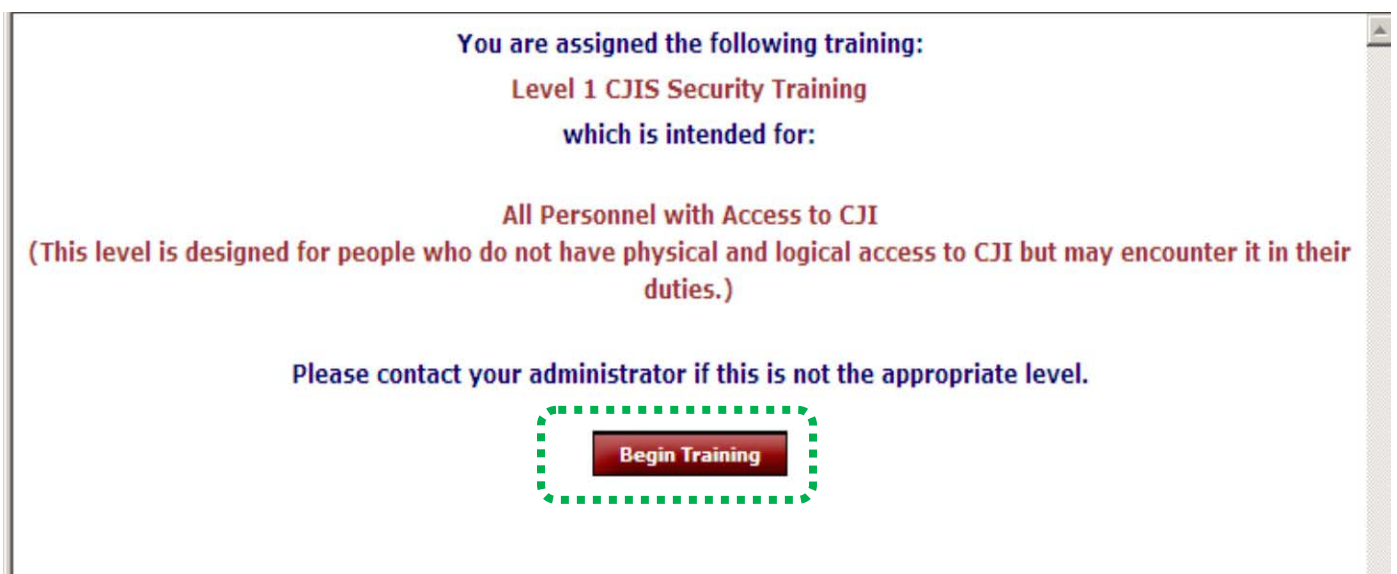 You are assigned the following training:
Level 1 CJIS Security Training
which is intended for:
All Personnel with Access to CJI
(This level is designed for people who do not have physical and logical access to CJI but may encounter it in their
duties.)
Please contact your administrator if this is not the appropriate level.
Begin Training